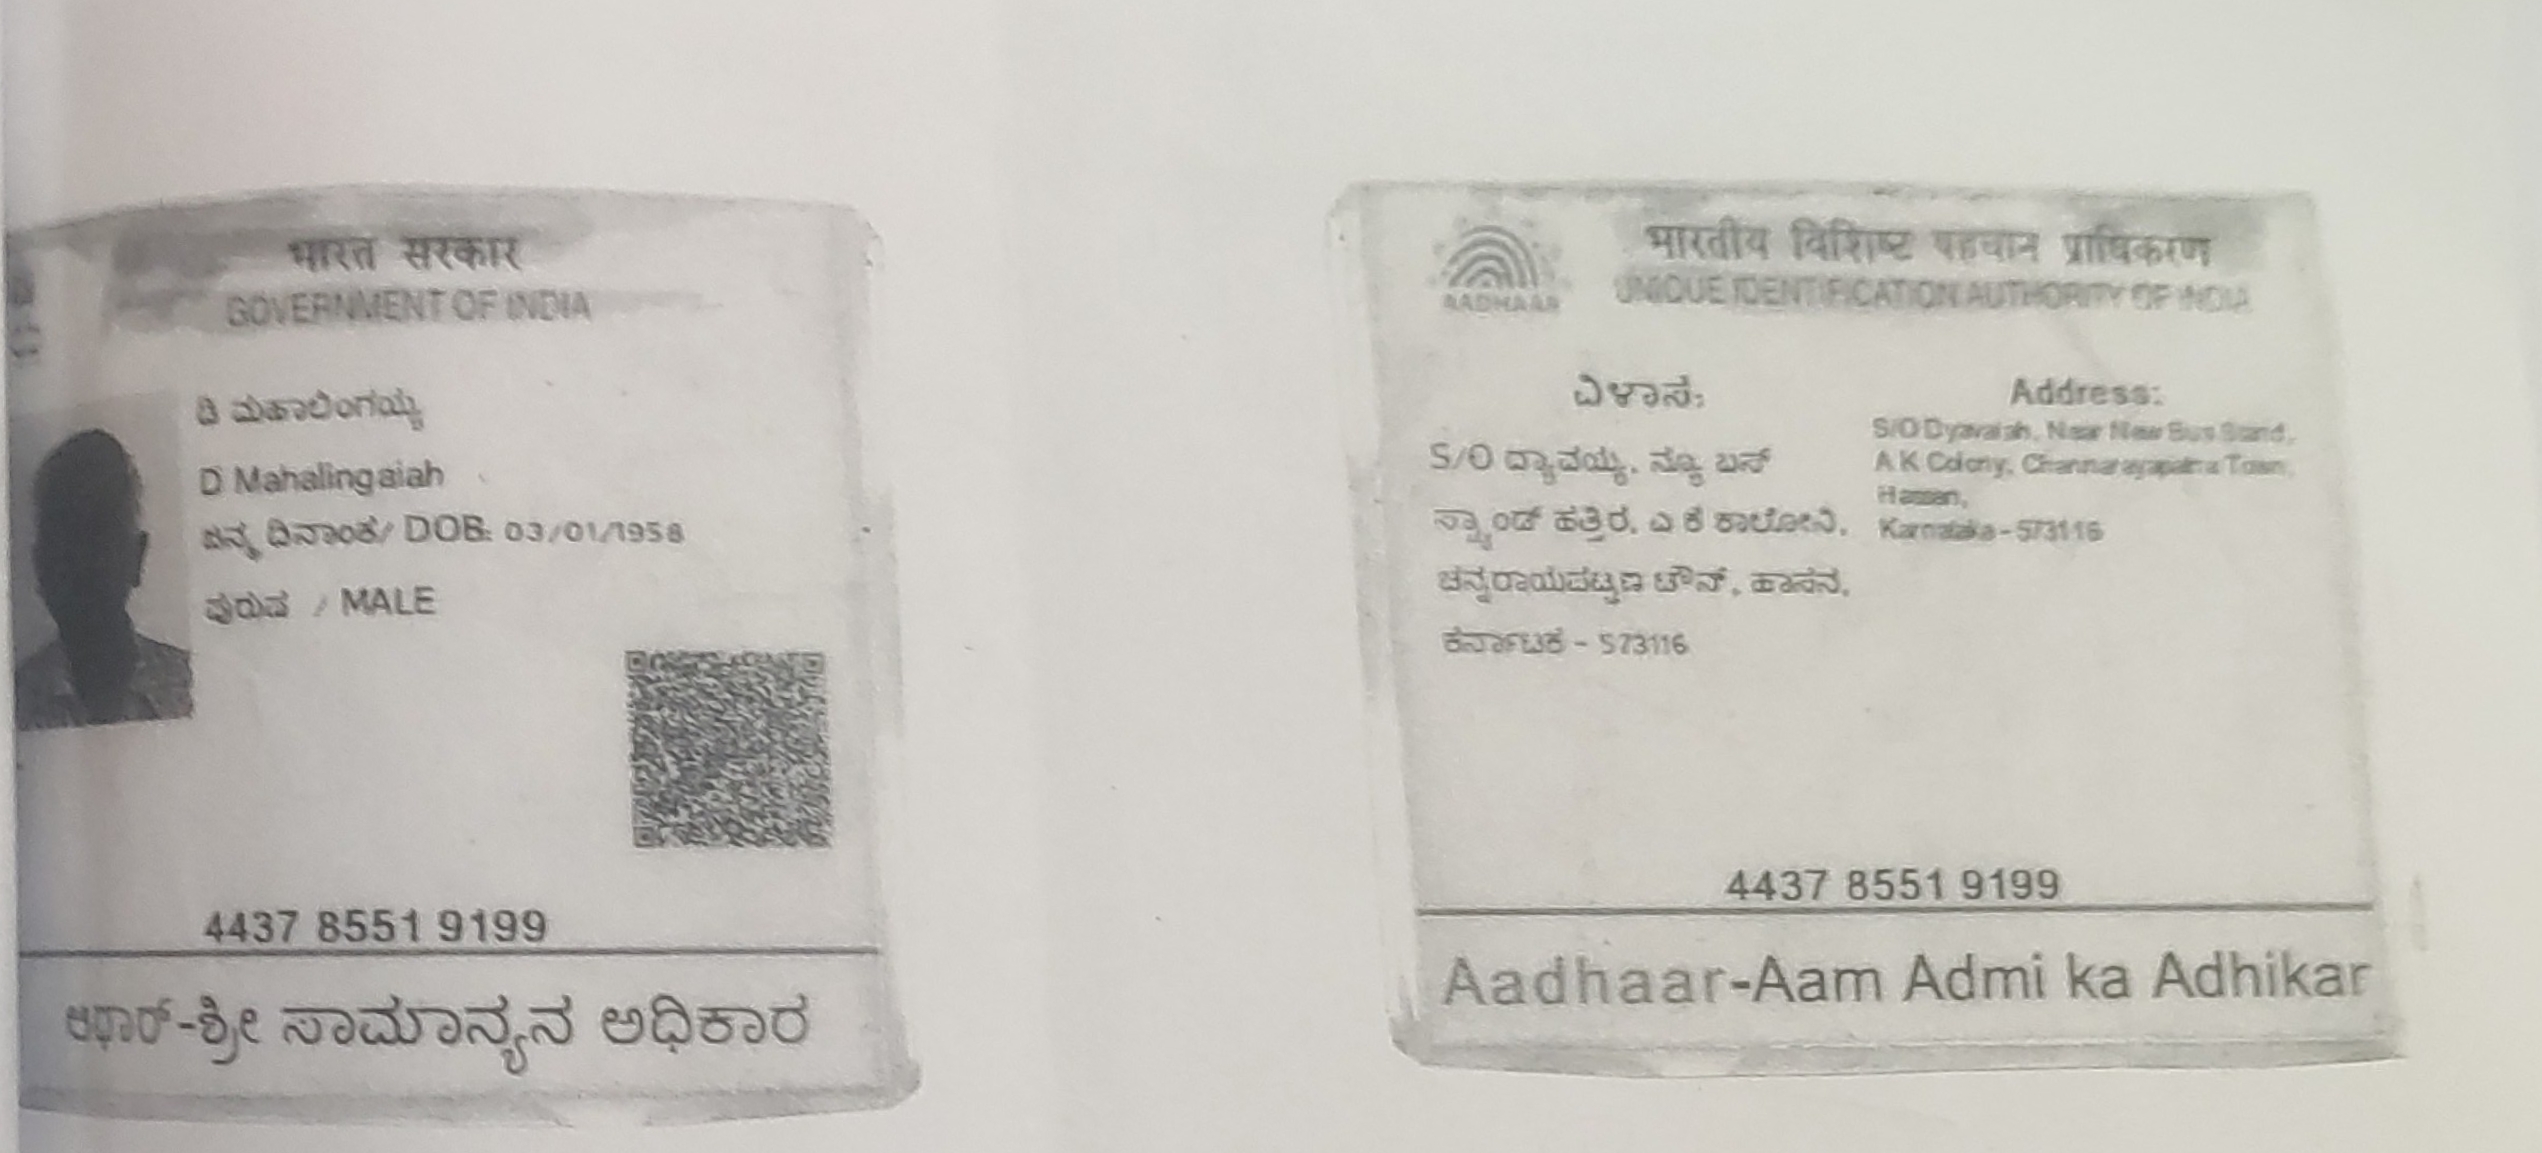 भारत सरकार
GOVERNMENT OF INDIA
ಡಿ ಮಹಾಲಿಂಗಯ್ಯ
D Mahalingaiah
ಜನ್ಮ ದಿನಾಂಕ/ DOB: 03/01/1958
ಪುರುಷ / MALE
4437 8551 9199
ಆಧಾರ್-ಶ್ರೀ ಸಾಮಾನ್ಯನ ಅಧಿಕಾರ
भारतीय विशिष्ट पहचान प्राधिकरण
AADHAAR
UNIQUE IDENTIFICATION AUTHORITY OF INDIA
ವಿಳಾಸ:
S/O ದ್ಯಾವಯ್ಯ, ನ್ಯೂ ಬಸ್
ಸ್ಟ್ಯಾಂಡ್ ಹತ್ತಿರ, ಎ ಕೆ ಕಾಲೋನಿ,
ಚನ್ನರಾಯಪಟ್ಟಣ ಟೌನ್, ಹಾಸನ,
ಕರ್ನಾಟಕ - 573116
Address:
S/O Dyavaiah, Near New Bus Stand,
A K Colony, Channarayapatna Town,
Hassan,
Karnataka - 573116
4437 8551 9199
Aadhaar-Aam Admi ka Adhikar